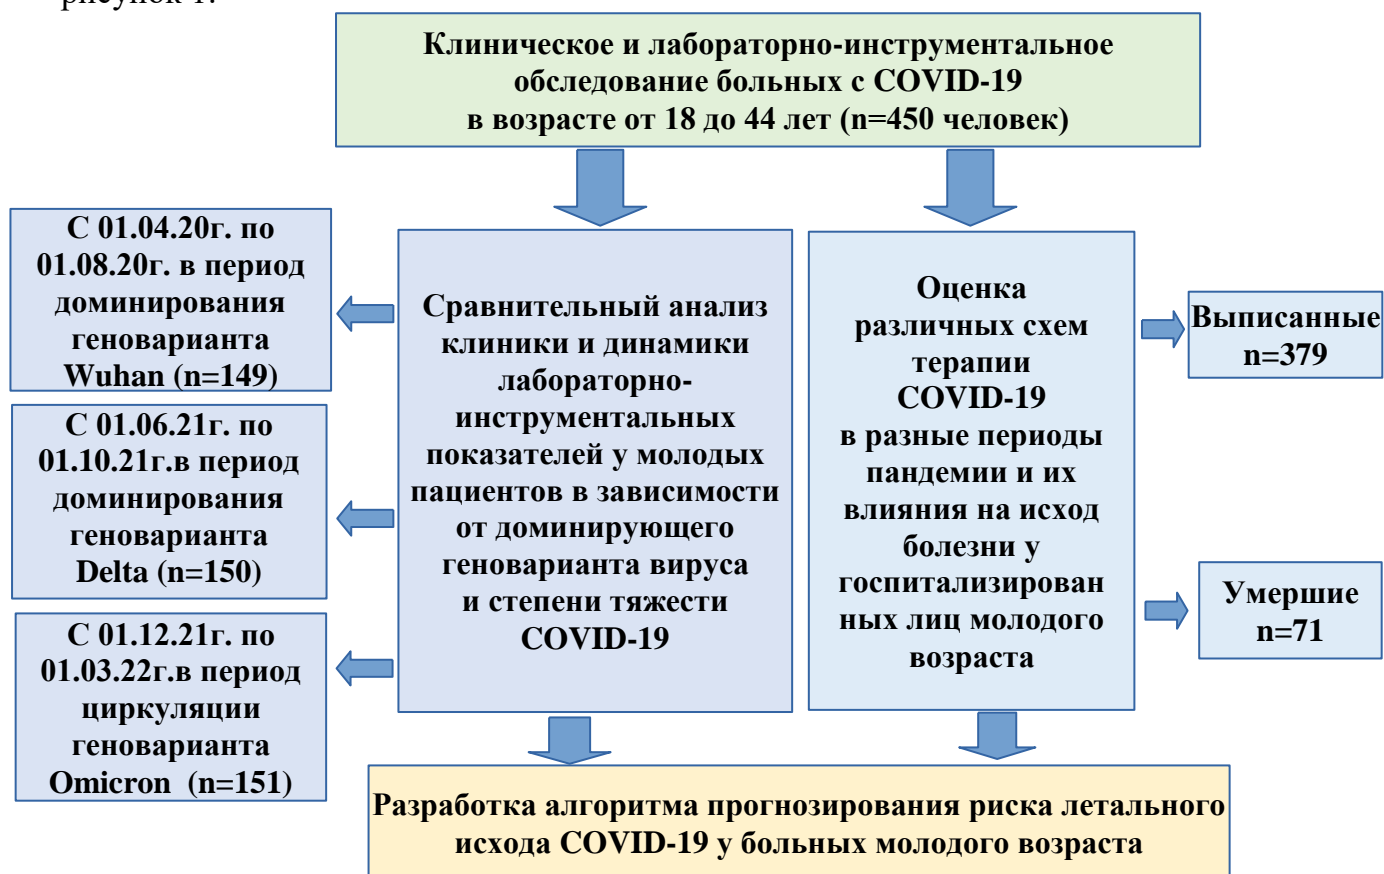 рисунок 1.
Клиническое и лабораторно-инструментальное
обследование больных с COVID-19
в возрасте от 18 до 44 лет (n=450 человек)
С 01.04.20г. по
01.08.20г. в период
доминирования
геноварианта
Wuhan (n=149)
С 01.06.21г. по
01.10.21г.в период
доминирования
геноварианта
Delta (n=150)
С 01.12.21г. по
01.03.22г.в период
циркуляции
геноварианта
Omicron (n=151)
Сравнительный анализ
клиники и динамики
лабораторно-
инструментальных
показателей у молодых
пациентов в зависимости
от доминирующего
геноварианта вируса
и степени тяжести
COVID-19
Оценка
различных схем
терапии
COVID-19
в разные периоды
пандемии и их
влияния на исход
болезни у
госпитализирован
ных лиц молодого
возраста
Выписанные
n=379
Умершие
n=71
Разработка алгоритма прогнозирования риска летального
исхода COVID-19 у больных молодого возраста